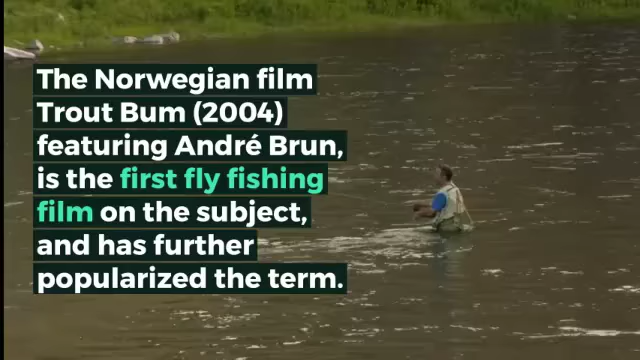 The Norwegian film
Trout Bum (2004)
featuring André Brun,
is the first fly fishing
film on the subject,
and has further
popularized the term.